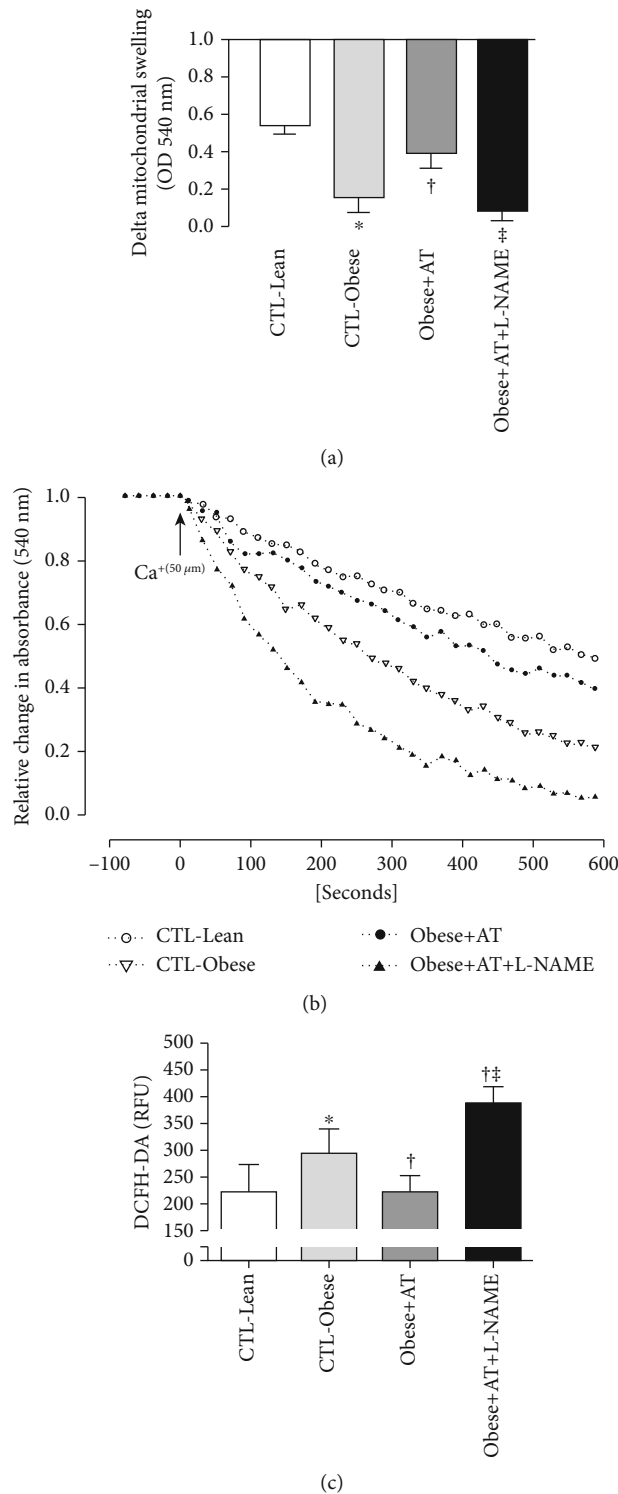 Delta mitochondrial swelling
(OD 540 nm)
1.0
0.8
0.6
0.4
0.2
0.0
*
†
‡
CTL-Lean
CTL-Obese
Obese+AT
Obese+AT+L-NAME
(a)
Relative change in absorbance (540 nm)
1.0
0.8
0.6
0.4
0.2
0.0
Ca+(50 μm)
−100
0
100
200
300
400
500
600
[Seconds]
CTL-Lean
Obese+AT
CTL-Obese
Obese+AT+L-NAME
(b)
DCFH-DA (RFU)
500
450
400
350
300
250
200
150
0
*
†
†‡
CTL-Lean
CTL-Obese
Obese+AT
Obese+AT+L-NAME
(c)